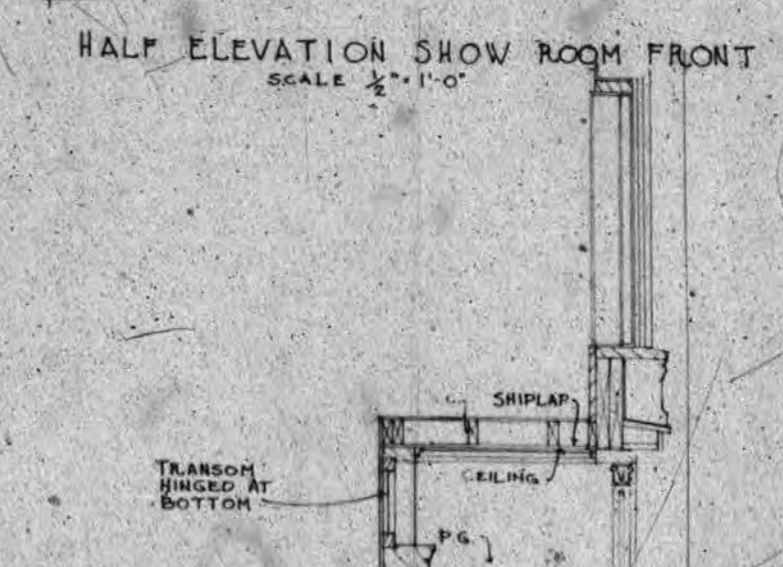 HALF ELEVATION SHOW ROOM FRONT
SCALE ½" = 1'-0"
SHIPLAP
TRANSOM
HINGED AT
BOTTOM
CEILING
P.G.